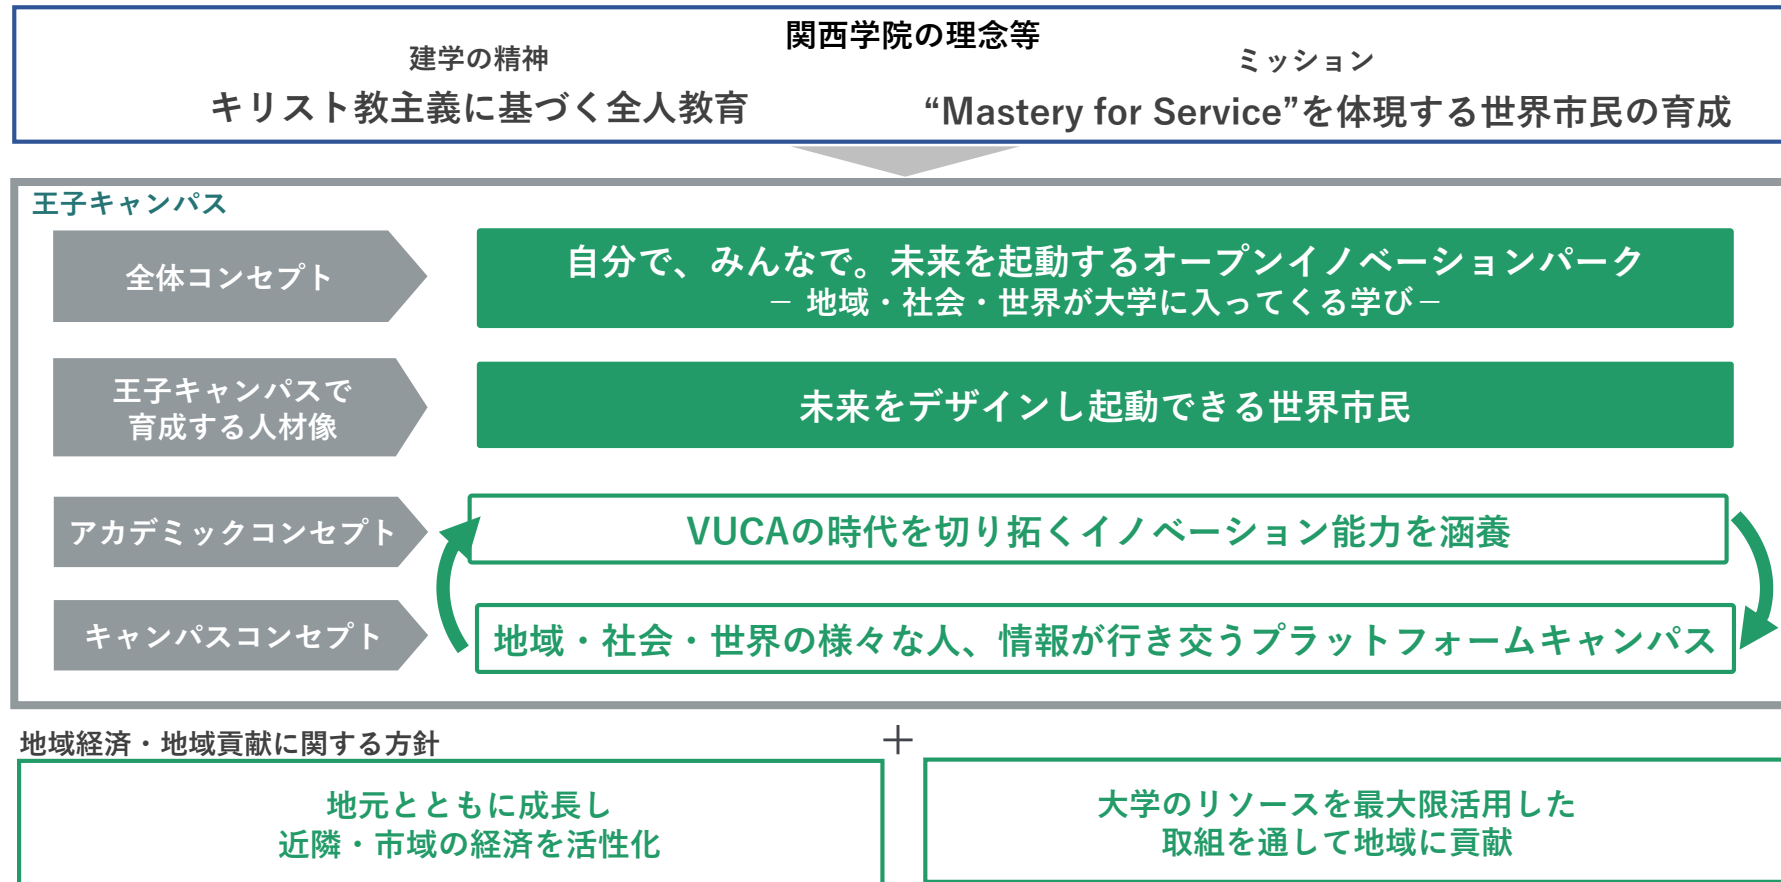 関西学院の理念等
建学の精神
キリスト教主義に基づく全人教育
ミッション
“Mastery for Service”を体現する世界市民の育成
王子キャンパス
全体コンセプト
自分で、みんなで。未来を起動するオープンイノベーションパーク
－ 地域・社会・世界が大学に入ってくる学び－
王子キャンパスで
育成する人材像
未来をデザインし起動できる世界市民
アカデミックコンセプト
VUCAの時代を切り拓くイノベーション能力を涵養
キャンパスコンセプト
地域・社会・世界の様々な人、情報が行き交うプラットフォームキャンパス
地域経済・地域貢献に関する方針
＋
地元とともに成長し
近隣・市域の経済を活性化
大学のリソースを最大限活用した
取組を通して地域に貢献